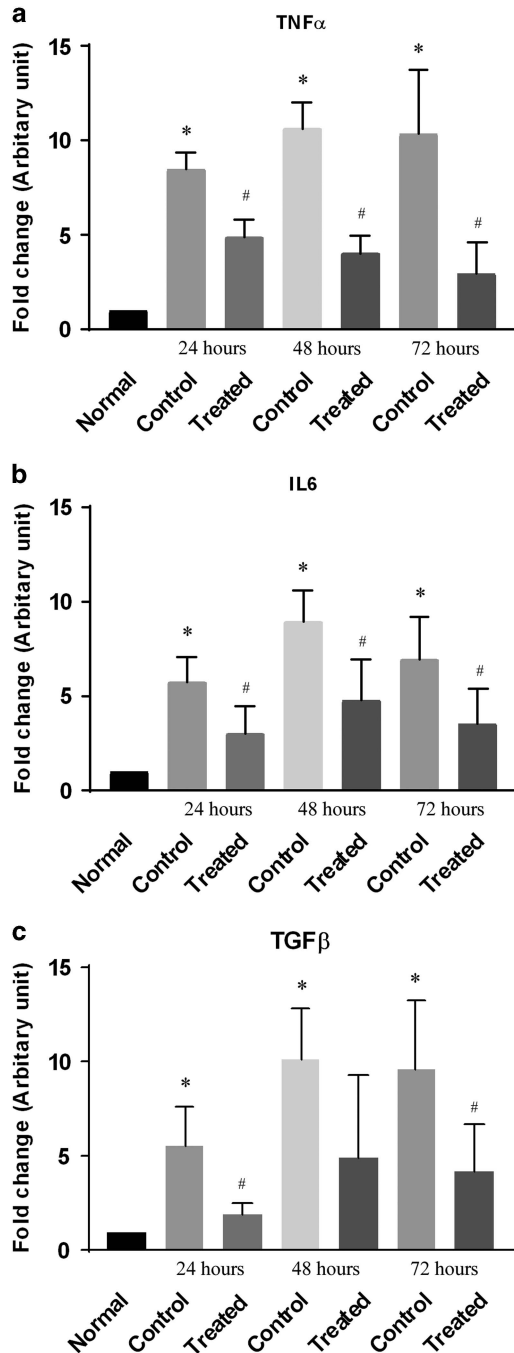 a
TNFα
Fold change (Arbitary unit)
15
10
5
0
*
#
*
#
*
#
24 hours 48 hours 72 hours
Normal Control Treated Control Treated Control Treated
b
IL6
Fold change (Arbitary unit)
15
10
5
0
*
#
*
#
*
#
24 hours 48 hours 72 hours
Normal Control Treated Control Treated Control Treated
c
TGFβ
Fold change (Arbitary unit)
15
10
5
0
*
#
*
*
#
24 hours 48 hours 72 hours
Normal Control Treated Control Treated Control Treated